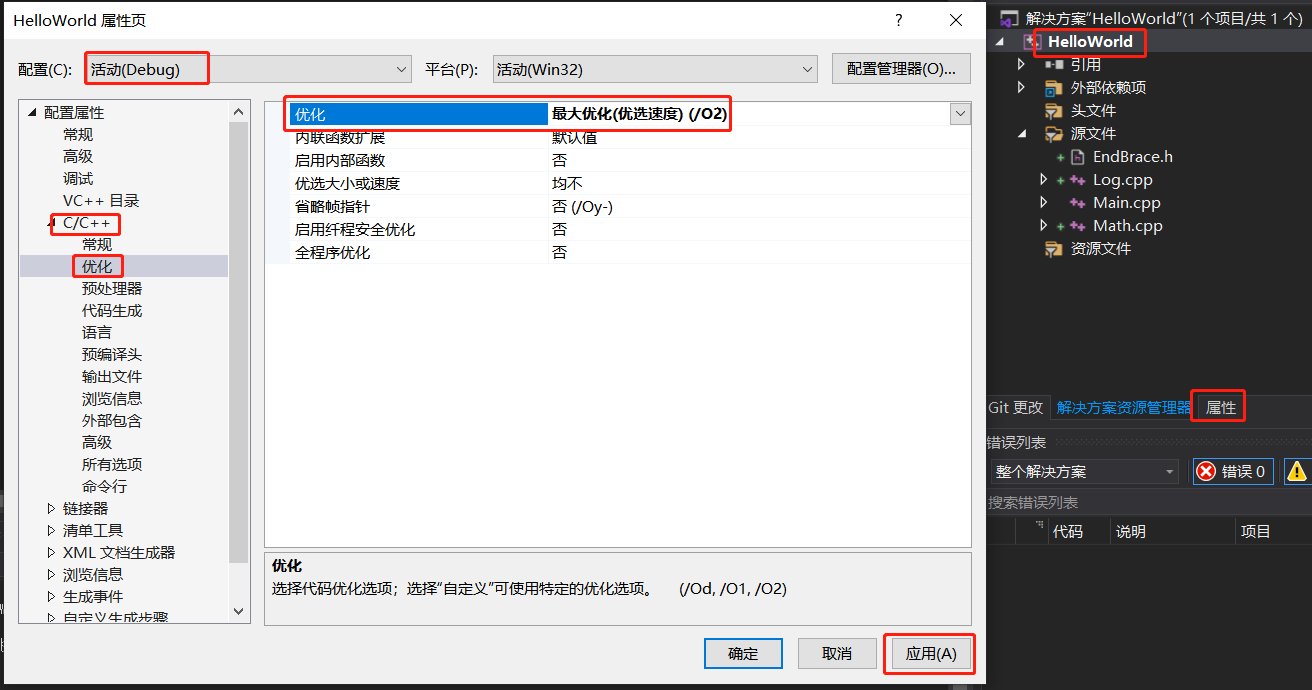 HelloWorld 属性页
?
配置(C):
活动(Debug)
平台(P):
活动(Win32)
配置管理器(O)...
配置属性
常规
高级
调试
VC++ 目录
C/C++
常规
优化
预处理器
代码生成
语言
预编译头
输出文件
浏览信息
外部包含
高级
所有选项
命令行
链接器
清单工具
XML 文档生成器
浏览信息
生成事件
自定义生成步骤
优化 最大优化(优选速度) (/O2)
内联函数扩展 默认值
启用内部函数 否
优选大小或速度 均不
省略帧指针 否 (/Oy-)
启用纤程安全优化 否
全程序优化 否
优化
选择代码优化选项；选择“自定义”可使用特定的优化选项。 (/Od, /O1, /O2)
确定
取消
应用(A)
解决方案“HelloWorld”(1 个项目/共 1 个)
HelloWorld
引用
外部依赖项
头文件
源文件
EndBrace.h
Log.cpp
Main.cpp
Math.cpp
资源文件
Git 更改
解决方案资源管理器
属性
错误列表
整个解决方案
错误 0
搜索错误列表
代码
说明
项目